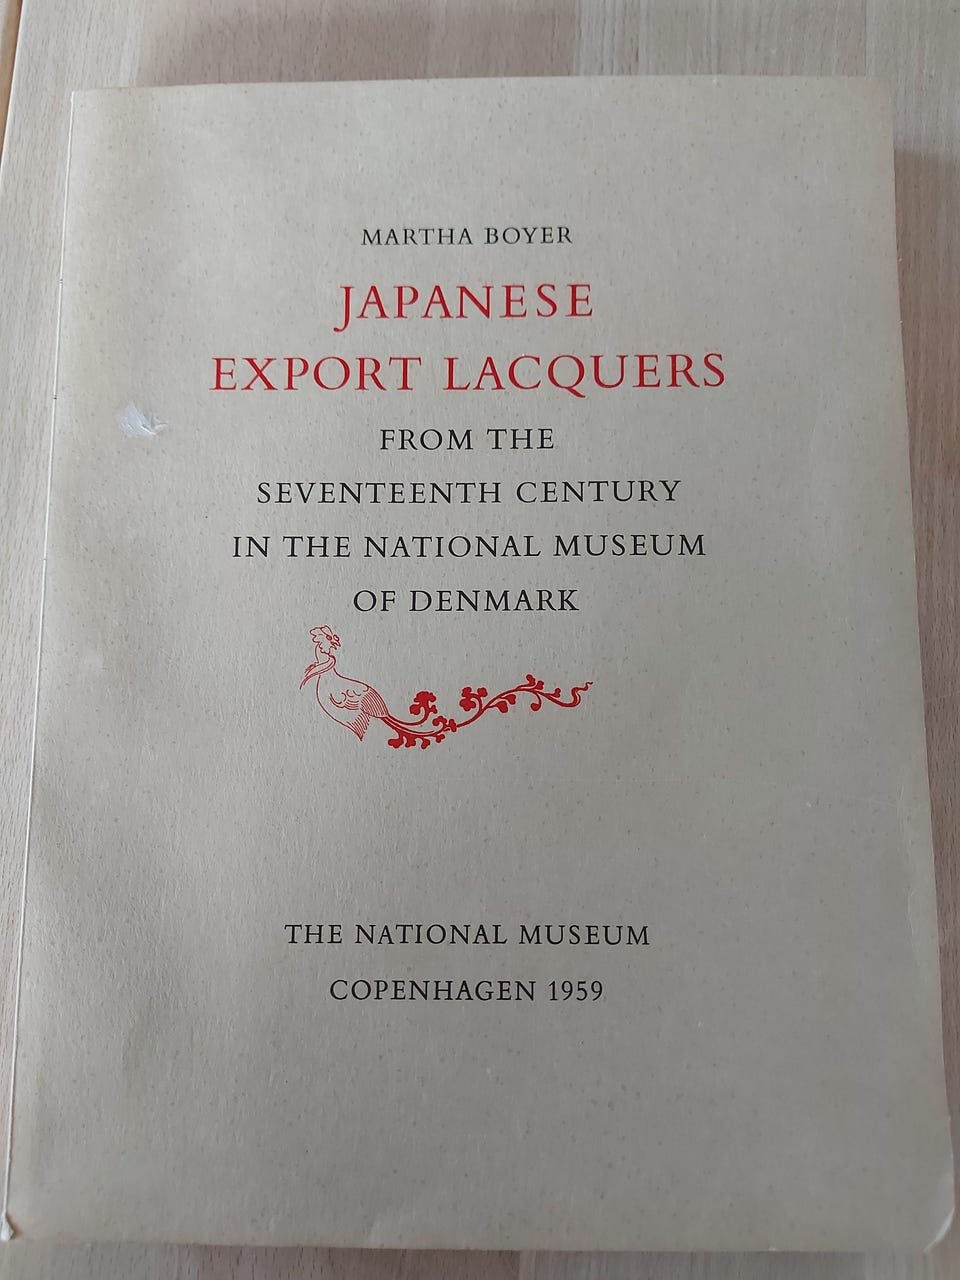 MARTHA BOYER
JAPANESE
EXPORT LACQUERS
FROM THE
SEVENTEENTH CENTURY
IN THE NATIONAL MUSEUM
OF DENMARK
THE NATIONAL MUSEUM
COPENHAGEN 1959